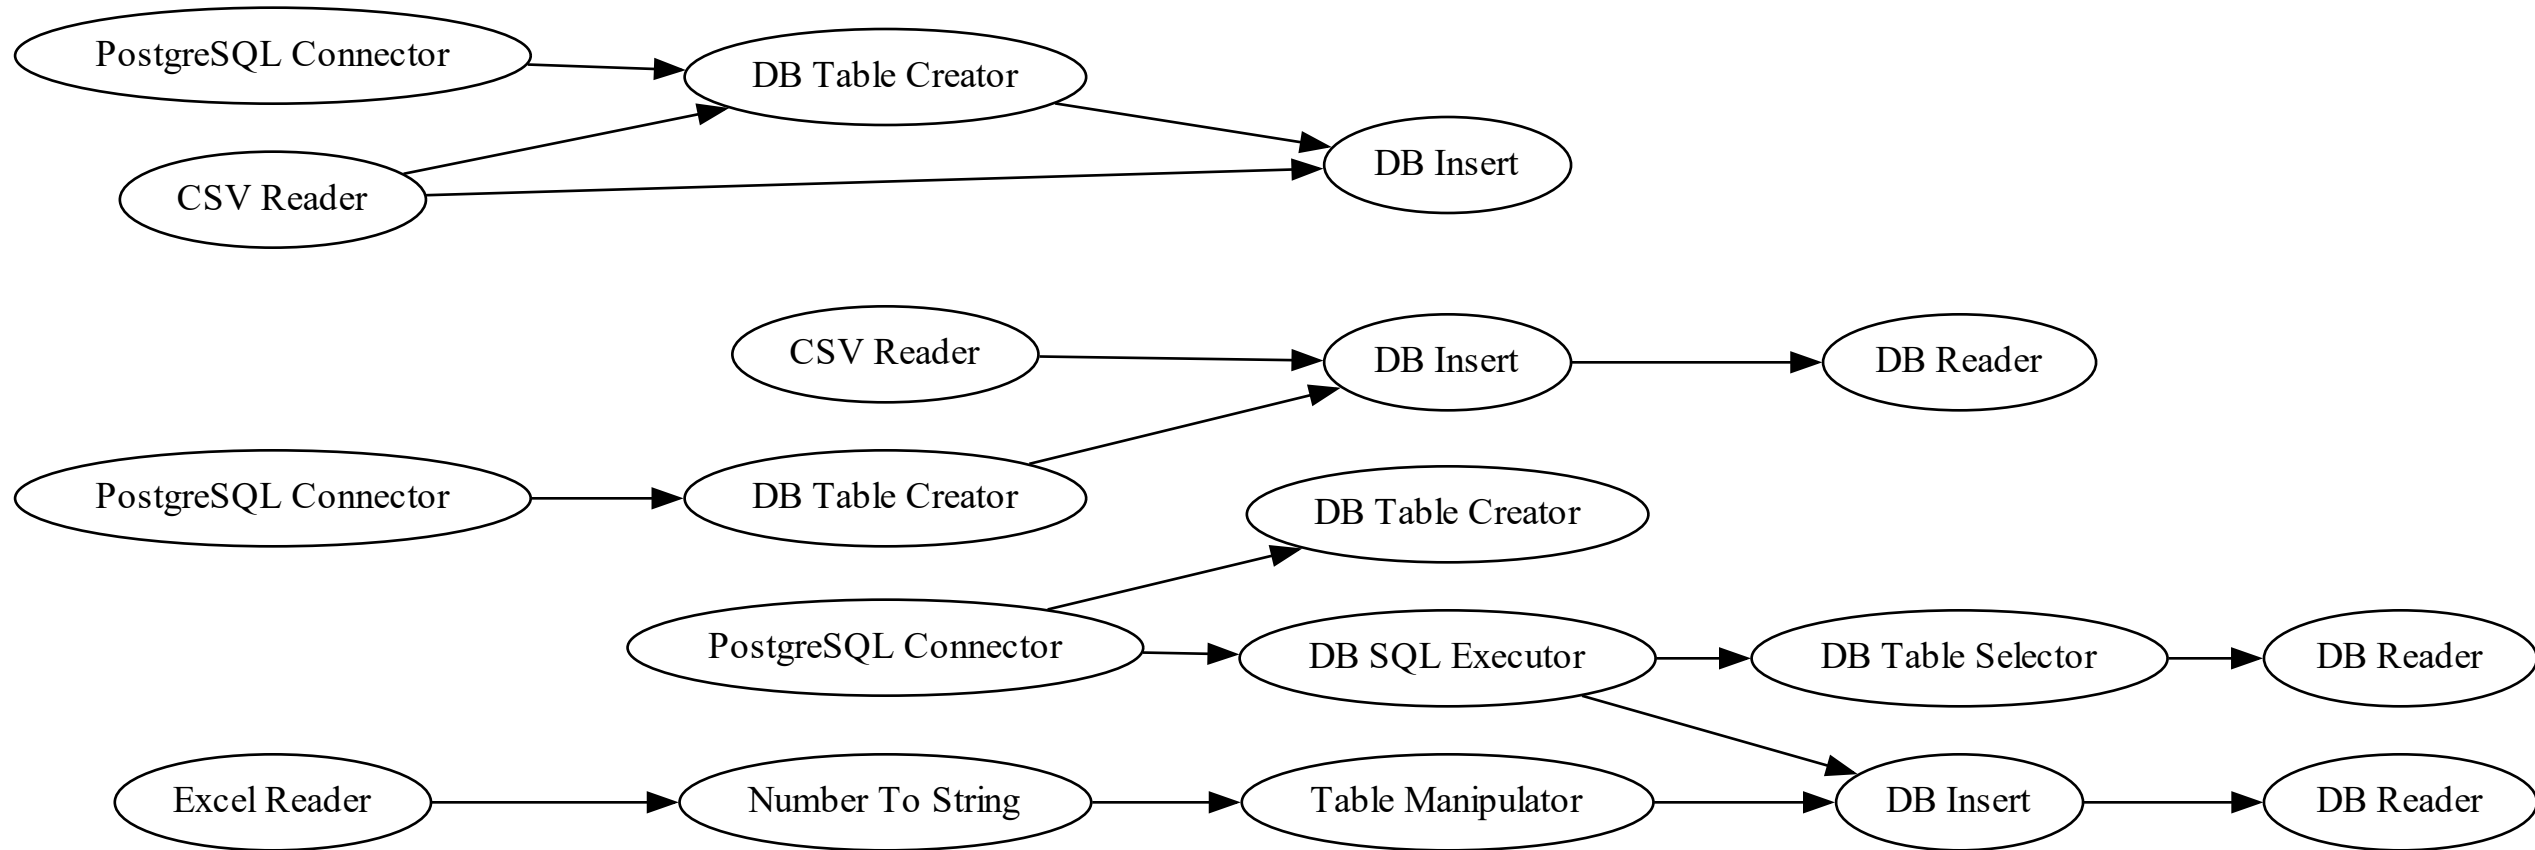 PostgreSQL Connector
DB Table Creator
CSV Reader
DB Insert
CSV Reader
DB Insert
DB Reader
PostgreSQL Connector
DB Table Creator
DB Table Creator
PostgreSQL Connector
DB SQL Executor
DB Table Selector
DB Reader
Excel Reader
Number To String
Table Manipulator
DB Insert
DB Reader